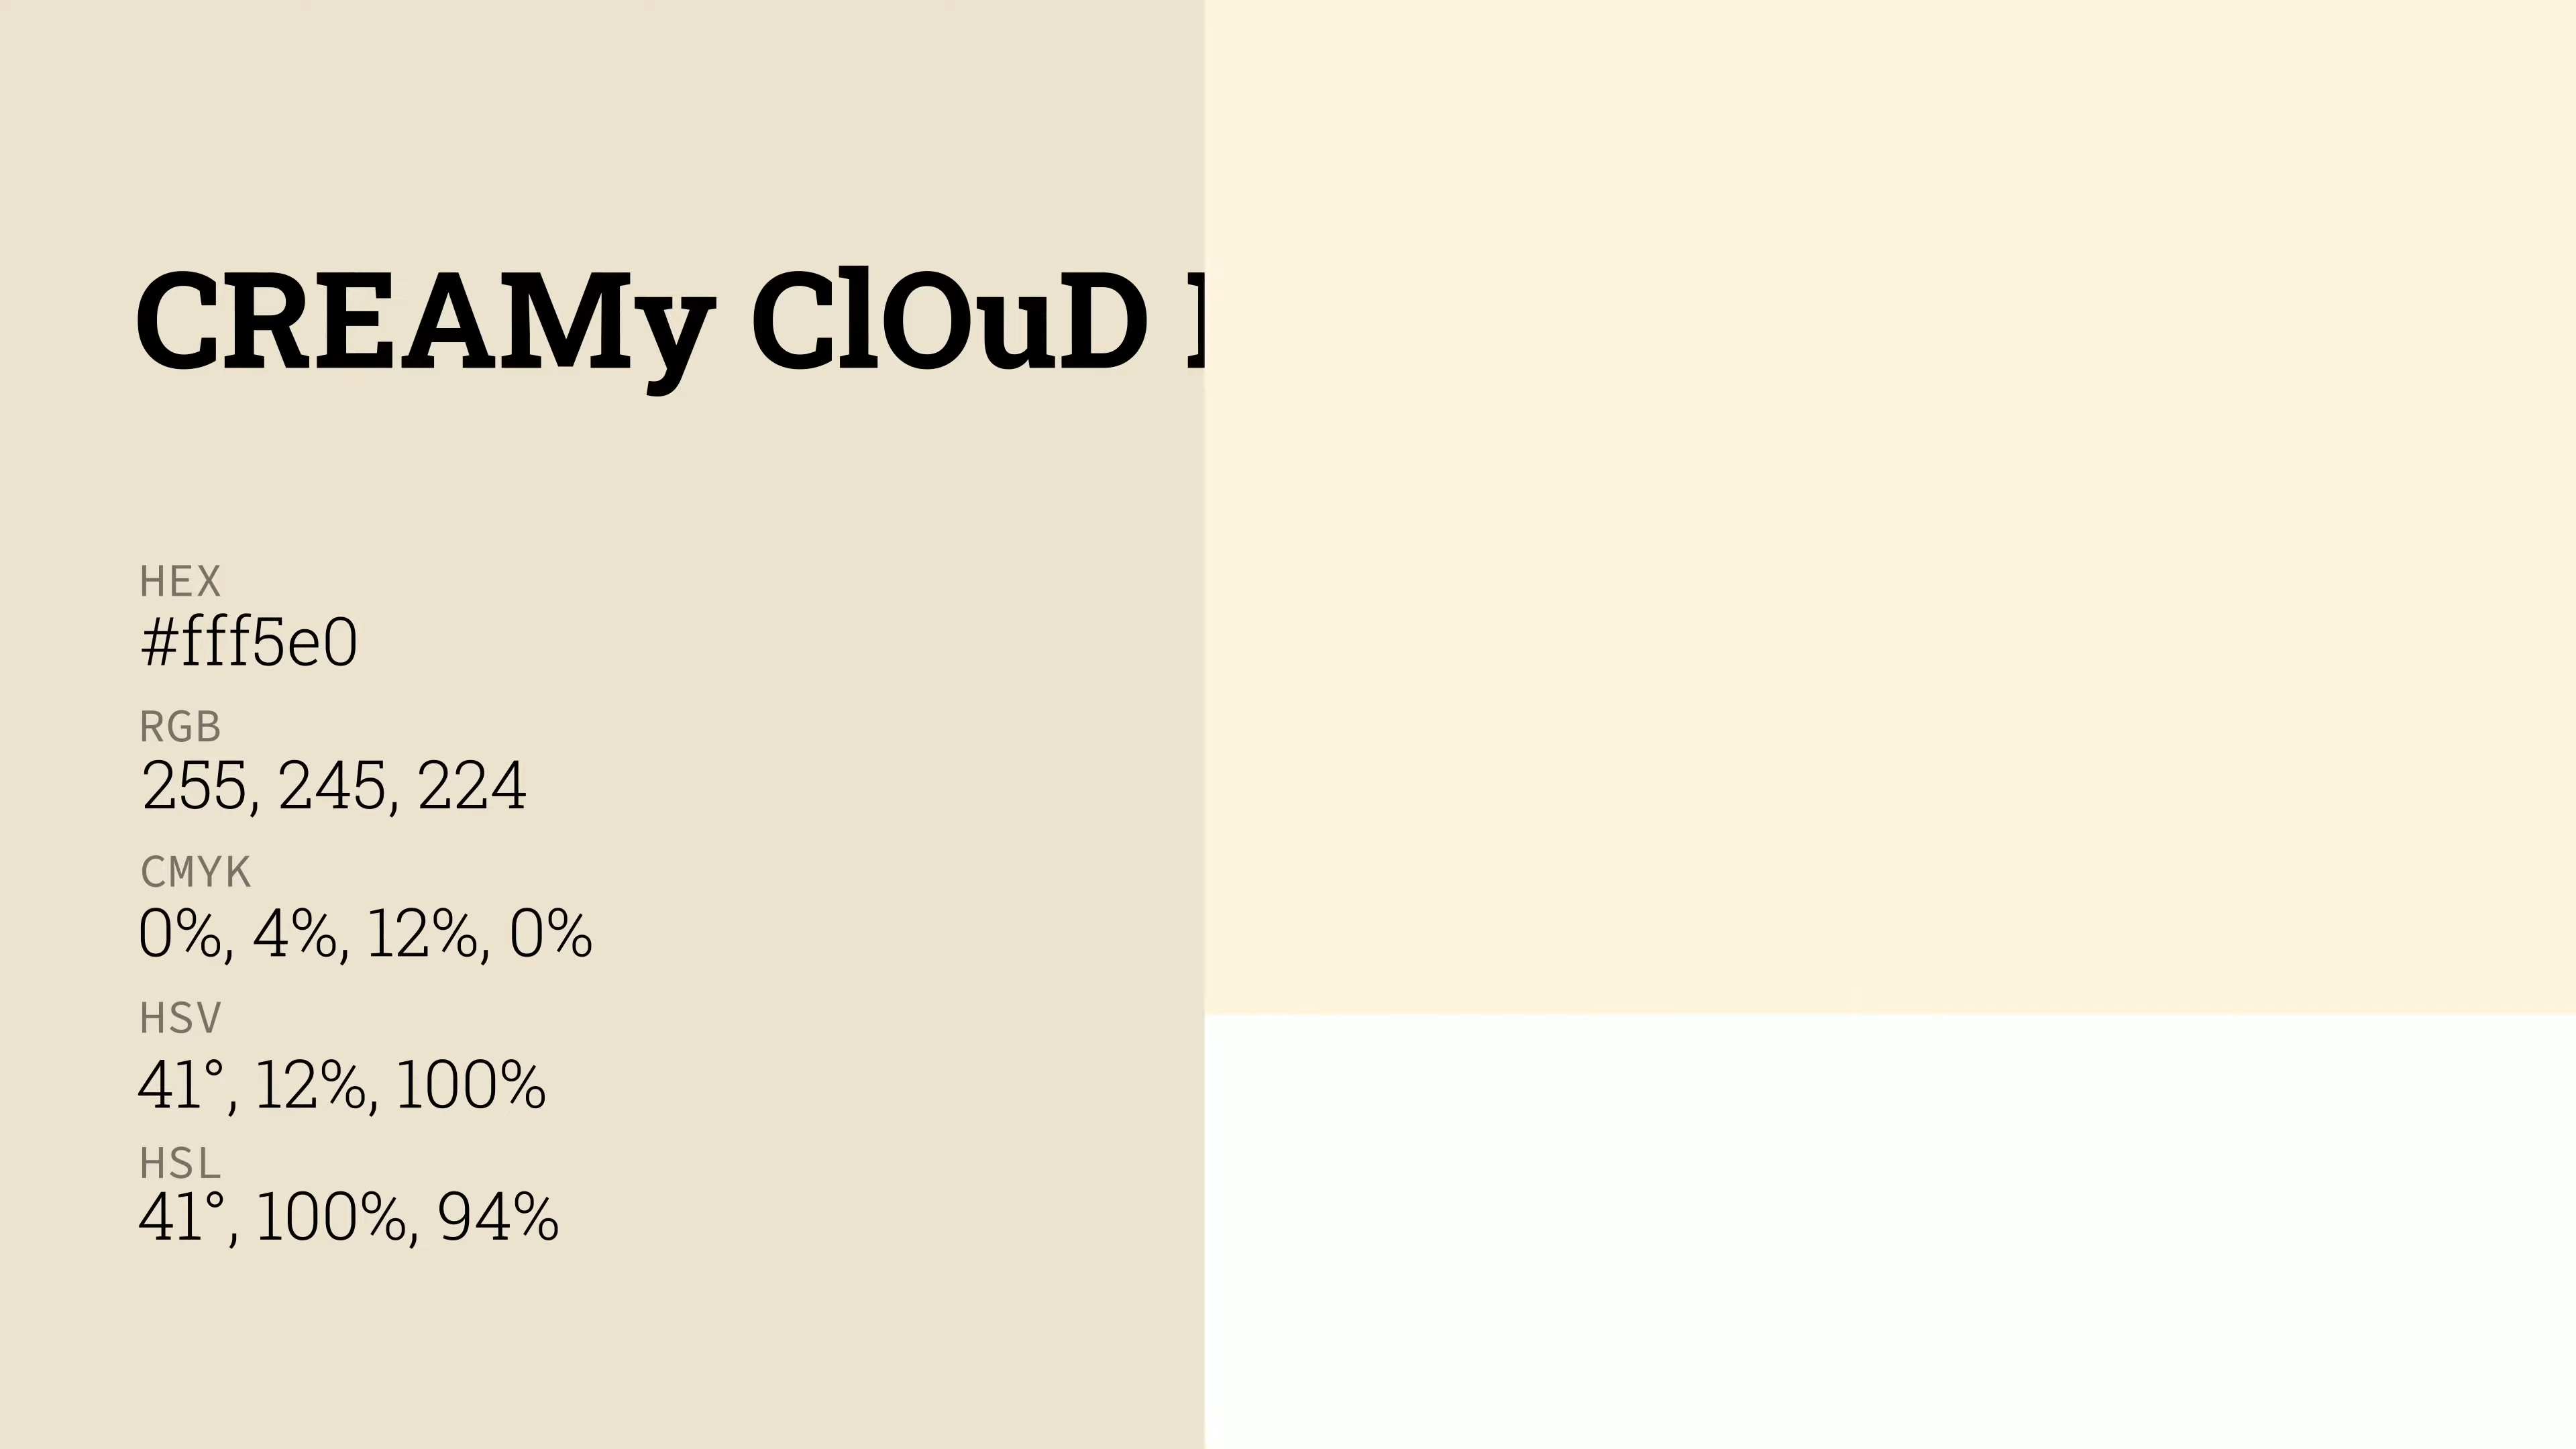 CREAMy ClOuD
HEX
#fff5e0
RGB
255, 245, 224
CMYK
0%, 4%, 12%, 0%
HSV
41°, 12%, 100%
HSL
41°, 100%, 94%